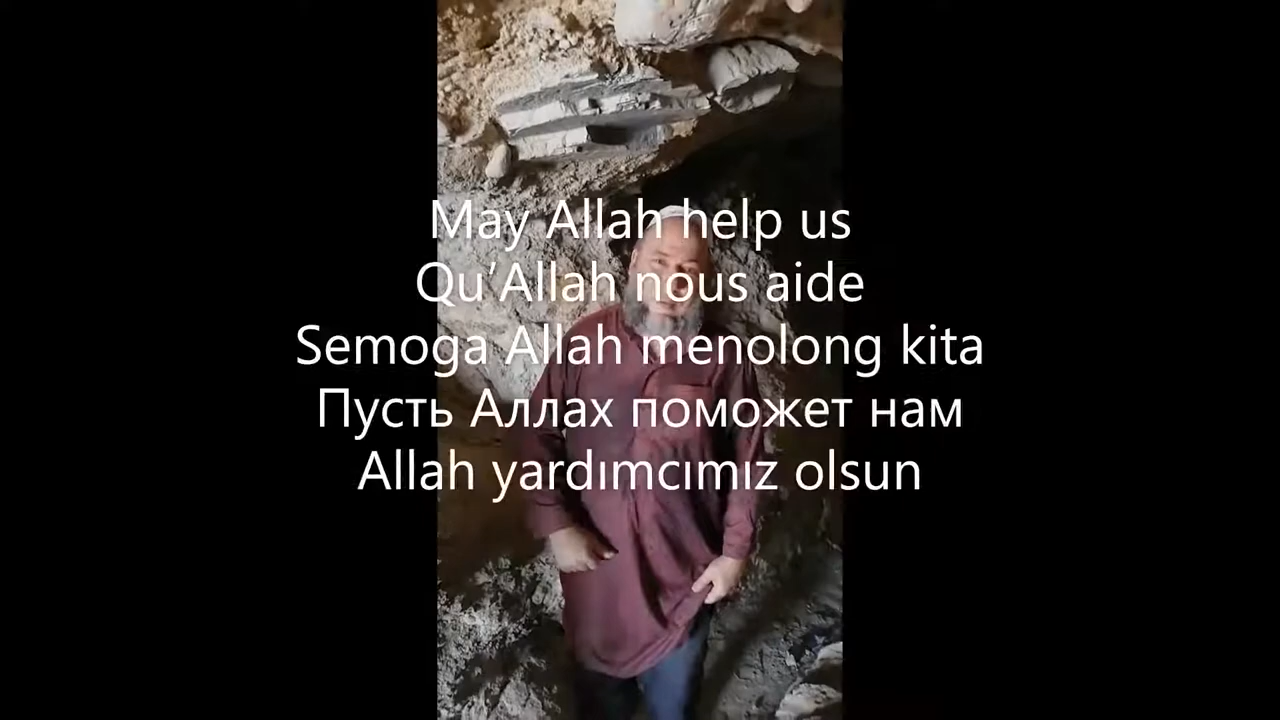 May Allah help us
Qu’Allah nous aide
Semoga Allah menolong kita
Пусть Аллах поможет нам
Allah yardımcımız olsun